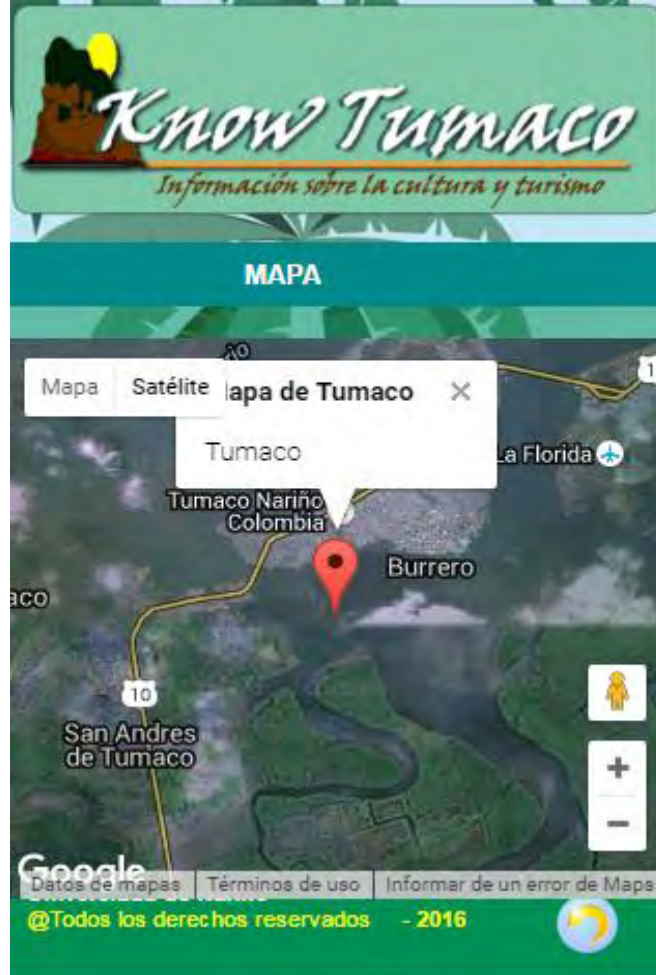 Know Tumaco
Información sobre la cultura y turismo
MAPA
Mapa
Satélite
apa de Tumaco
×
Tumaco
La Florida
Tumaco Nariño
Colombia
Burrero
aco
10
San Andres
de Tumaco
+
−
Google
Datos de mapas
Términos de uso
Informar de un error de Maps
@Todos los derechos reservados - 2016